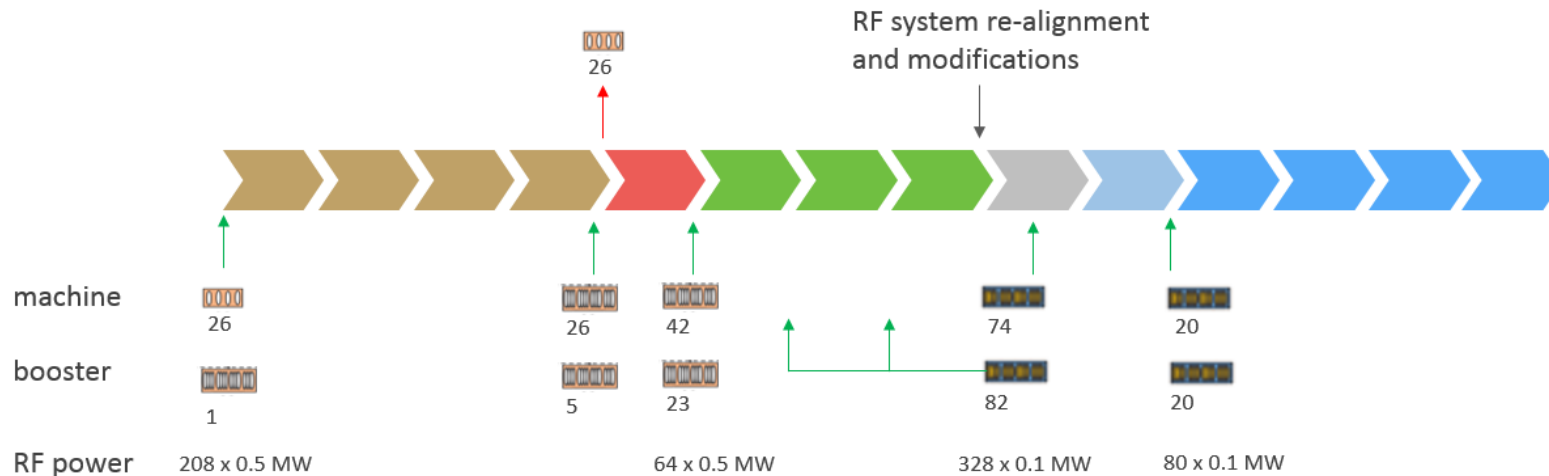 RF system re-alignment
and modifications
26
machine
26
26
42
74
20
booster
1
5
23
82
20
RF power
208 x 0.5 MW
64 x 0.5 MW
328 x 0.1 MW
80 x 0.1 MW